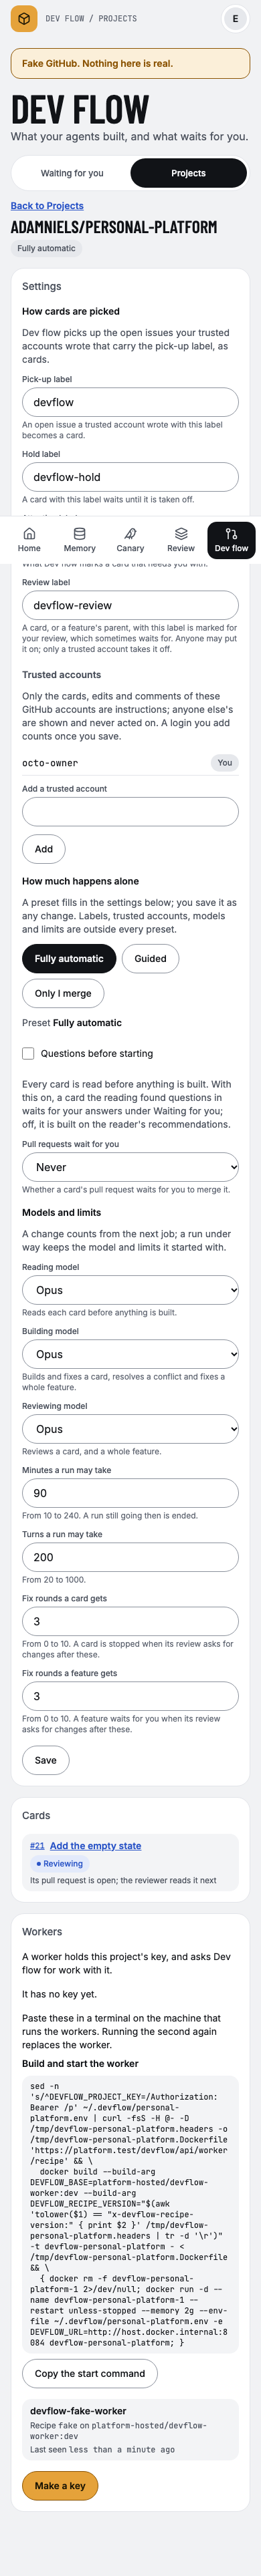 DEV FLOW / PROJECTS
E
Fake GitHub. Nothing here is real.
DEV FLOW
What your agents built, and what waits for you.
Waiting for you
Projects
Back to Projects
ADAMNIELS/PERSONAL-PLATFORM
Fully automatic
Settings
How cards are picked
Dev flow picks up the open issues your trusted
accounts wrote that carry the pick-up label, as
cards.
Pick-up label
devflow
An open issue a trusted account wrote with this label
becomes a card.
Hold label
devflow-hold
A card with this label waits until it is taken off.
Home
Memory
Canary
Review
Dev flow
Review label
devflow-review
A card, or a feature's parent, with this label is marked for
your review, which sometimes waits for. Anyone may put
it on; only a trusted account takes it off.
Trusted accounts
Only the cards, edits and comments of these
GitHub accounts are instructions; anyone else's
are shown and never acted on. A login you add
counts once you save.
octo-owner
You
Add a trusted account
Add
How much happens alone
A preset fills in the settings below; you save it as
any change. Labels, trusted accounts, models
and limits are outside every preset.
Fully automatic
Guided
Only I merge
Preset Fully automatic
Questions before starting
Every card is read before anything is built. With
this on, a card the reading found questions in
waits for your answers under Waiting for you;
off, it is built on the reader's recommendations.
Pull requests wait for you
Never
Whether a card's pull request waits for you to merge it.
Models and limits
A change counts from the next job; a run under
way keeps the model and limits it started with.
Reading model
Opus
Reads each card before anything is built.
Building model
Opus
Builds and fixes a card, resolves a conflict and fixes a
whole feature.
Reviewing model
Opus
Reviews a card, and a whole feature.
Minutes a run may take
90
From 10 to 240. A run still going then is ended.
Turns a run may take
200
From 20 to 1000.
Fix rounds a card gets
3
From 0 to 10. A card is stopped when its review asks for
changes after these.
Fix rounds a feature gets
3
From 0 to 10. A feature waits for you when its review
asks for changes after these.
Save
Cards
#21 Add the empty state
Reviewing
Its pull request is open; the reviewer reads it next
Workers
A worker holds this project's key, and asks Dev
flow for work with it.
It has no key yet.
Paste these in a terminal on the machine that
runs the workers. Running the second again
replaces the worker.
Build and start the worker
sed -n
's/^DEVFLOW_PROJECT_KEY=/Authorization:
Bearer /p' ~/.devflow/personal-
platform.env | curl -fsS -H @- -D
/tmp/devflow-personal-platform.headers -o
/tmp/devflow-personal-platform.Dockerfile
'https://platform.test/devflow/api/worker
/recipe' && \
docker build --build-arg
DEVFLOW_BASE=platform-hosted/devflow-
worker:dev --build-arg
DEVFLOW_RECIPE_VERSION="$(awk
'tolower($1) == "x-devflow-recipe-
version:" { print $2 }' /tmp/devflow-
personal-platform.headers | tr -d '\r')"
-t devflow-personal-platform - <
/tmp/devflow-personal-platform.Dockerfile
&& \
{ docker rm -f devflow-personal-
platform-1 2>/dev/null; docker run -d --
name devflow-personal-platform-1 --
restart unless-stopped --memory 2g --env-
file ~/.devflow/personal-platform.env -e
DEVFLOW_URL=http://host.docker.internal:8
084 devflow-personal-platform; }
Copy the start command
devflow-fake-worker
Recipe fake on platform-hosted/devflow-
worker:dev
Last seen less than a minute ago
Make a key